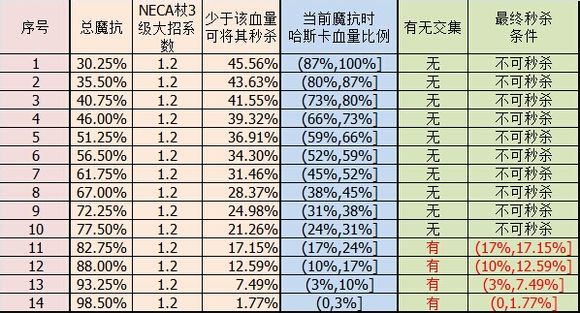 序号 总魔抗 NECA杖3级大招系数 少于该血量可将其秒杀 当前魔抗时哈斯卡血量比例 有无交集 最终秒杀条件
1 30.25% 1.2 45.56% (87%,100%] 无 不可秒杀
2 35.50% 1.2 43.63% (80%,87%] 无 不可秒杀
3 40.75% 1.2 41.55% (73%,80%] 无 不可秒杀
4 46.00% 1.2 39.32% (66%,73%] 无 不可秒杀
5 51.25% 1.2 36.91% (59%,66%] 无 不可秒杀
6 56.50% 1.2 34.30% (52%,59%] 无 不可秒杀
7 61.75% 1.2 31.46% (45%,52%] 无 不可秒杀
8 67.00% 1.2 28.37% (38%,45%] 无 不可秒杀
9 72.25% 1.2 24.98% (31%,38%] 无 不可秒杀
10 77.50% 1.2 21.26% (24%,31%] 无 不可秒杀
11 82.75% 1.2 17.15% (17%,24%] 有 (17%,17.15%]
12 88.00% 1.2 12.59% (10%,17%] 有 (10%,12.59%]
13 93.25% 1.2 7.49% (3%,10%] 有 (3%,7.49%]
14 98.50% 1.2 1.77% (0,3%] 有 (0,1.77%]